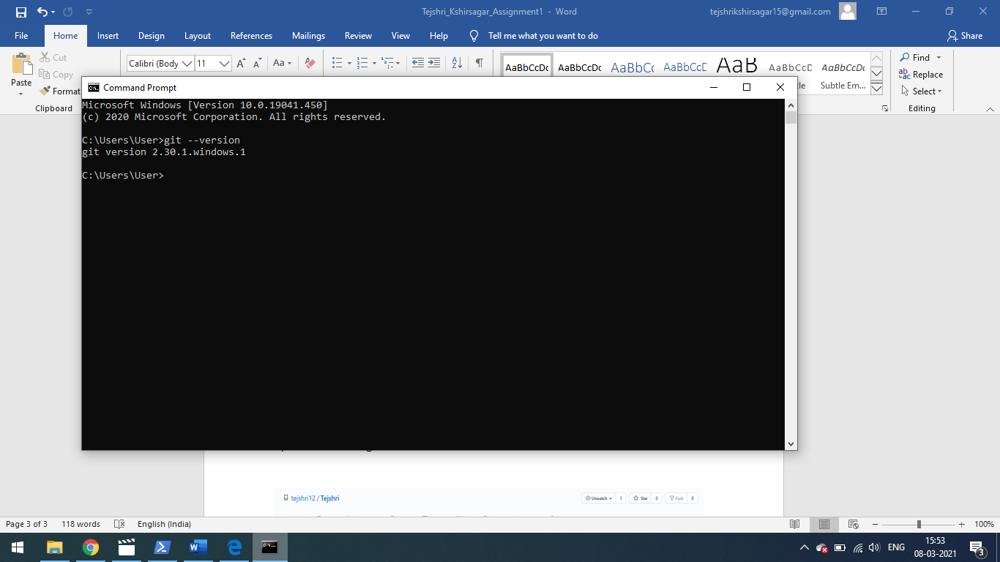 Tejshri_Kshirsagar_Assignment1 - Word
tejshrikshirsagar15@gmail.com
File Home Insert Design Layout References Mailings Review View Help Tell me what you want to do Share
Paste
Cut
Copy
Format
Clipboard
Calibri (Body 11
Aa
AaBbCcDc AaBbCcDc AaBbCc AaBbCcD AaB AaBbCcD AaBbCcDc
tle Subtle Em...
Find
Replace
Select
Editing
Command Prompt
Microsoft Windows [Version 10.0.19041.450]
(c) 2020 Microsoft Corporation. All rights reserved.
C:\Users\User>git --version
git version 2.30.1.windows.1
C:\Users\User>
tejshri12 / Tejshri
Unwatch 1 Star 0 Fork 0
Page 3 of 3 118 words English (India) 100%
ENG
15:53
08-03-2021
3